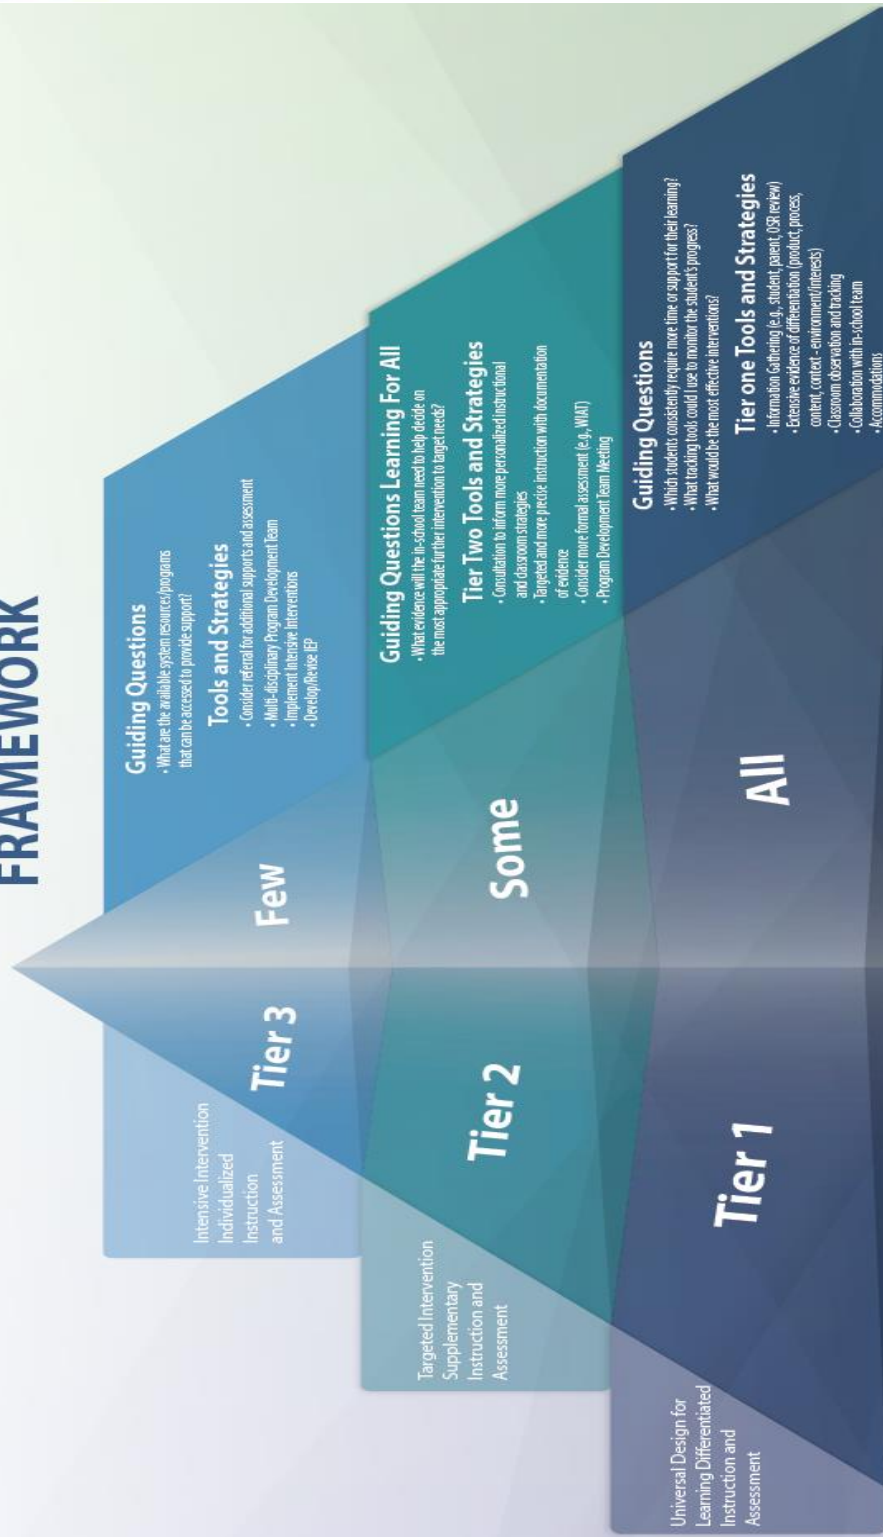 FRAMEWORK
Intensive Intervention
Individualized
Instruction
and Assessment
Tier 3
Few
Guiding Questions
• What are the available system resources/programs
that can be accessed to provide support?
Tools and Strategies
• Consider referral for additional supports and assessment
• Multi-disciplinary Program Development Team
• Implement Intensive Interventions
• Develop/Revise IEP
Targeted Intervention
Supplementary
Instruction and
Assessment
Tier 2
Some
Guiding Questions Learning For All
• What evidence will the in-school team need to help decide on
the most appropriate further intervention to target needs?
Tier Two Tools and Strategies
• Consultation to inform more personalized instructional
and classroom strategies
• Targeted and more precise instruction with documentation
of evidence
• Consider more formal assessment (e.g., WIAT)
• Program Development Team Meeting
Universal Design for
Learning Differentiated
Instruction and
Assessment
Tier 1
All
Guiding Questions
• Which students consistently require more time or support for their learning?
• What tracking tools could I use to monitor the student's progress?
• What would be the most effective interventions?
Tier one Tools and Strategies
• Information Gathering (e.g., student, parent, OSR review)
• Extensive evidence of differentiation (product, process,
content, context - environment/interests)
• Classroom observation and tracking
• Collaboration with in-school team
• Accommodations